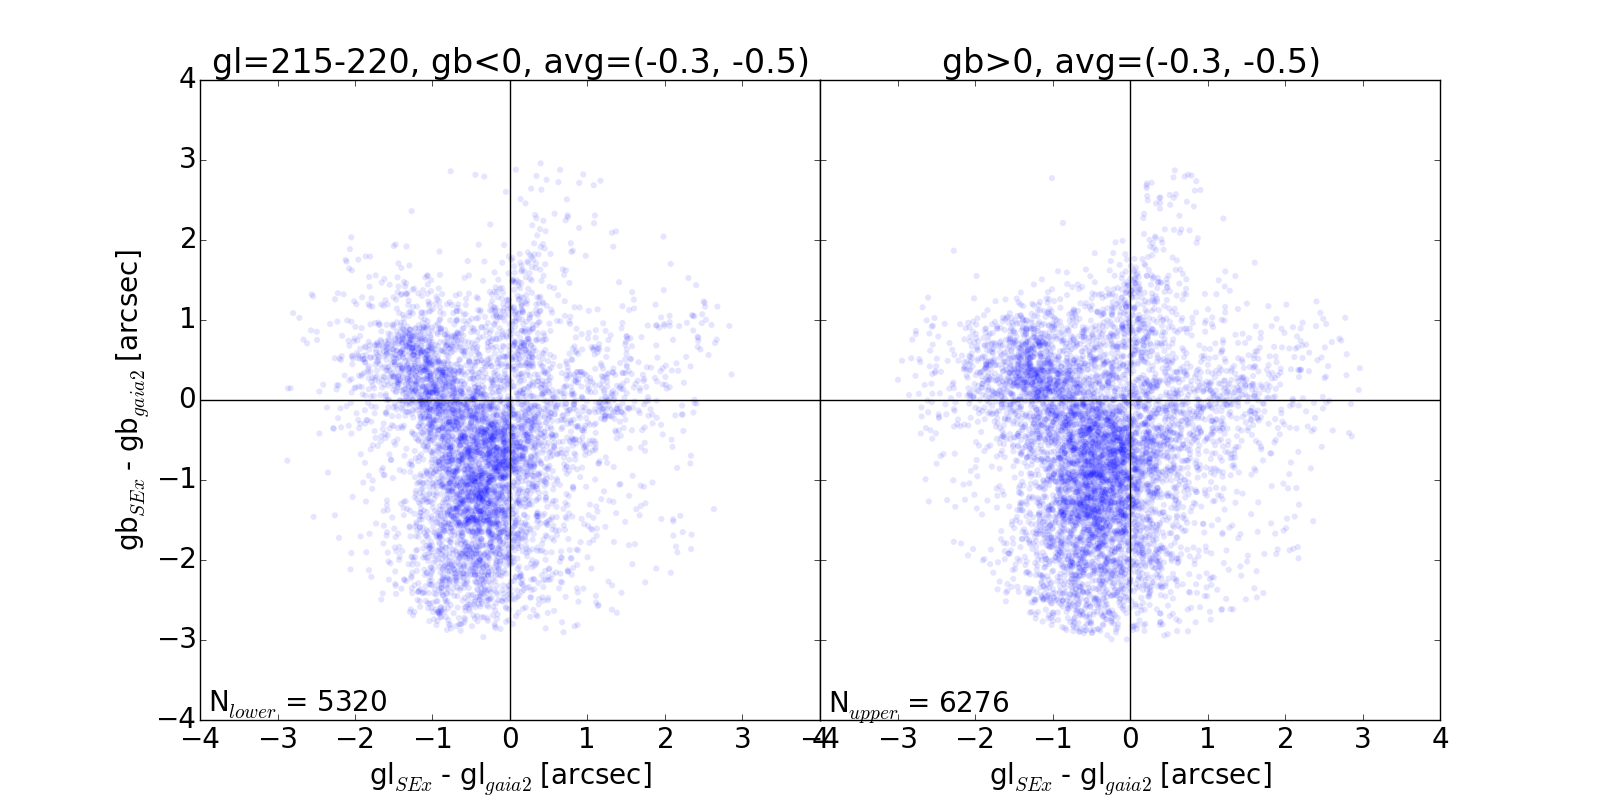 gl=215-220, gb<0, avg=(-0.3, -0.5)
gb>0, avg=(-0.3, -0.5)
4
3
2
1
0
−1
−2
−3
−4
gb_SEx - gb_gaia2 [arcsec]
N_lower = 5320
N_upper = 6276
−4 −3 −2 −1 0 1 2 3 4
−4 −3 −2 −1 0 1 2 3 4
gl_SEx - gl_gaia2 [arcsec]
gl_SEx - gl_gaia2 [arcsec]